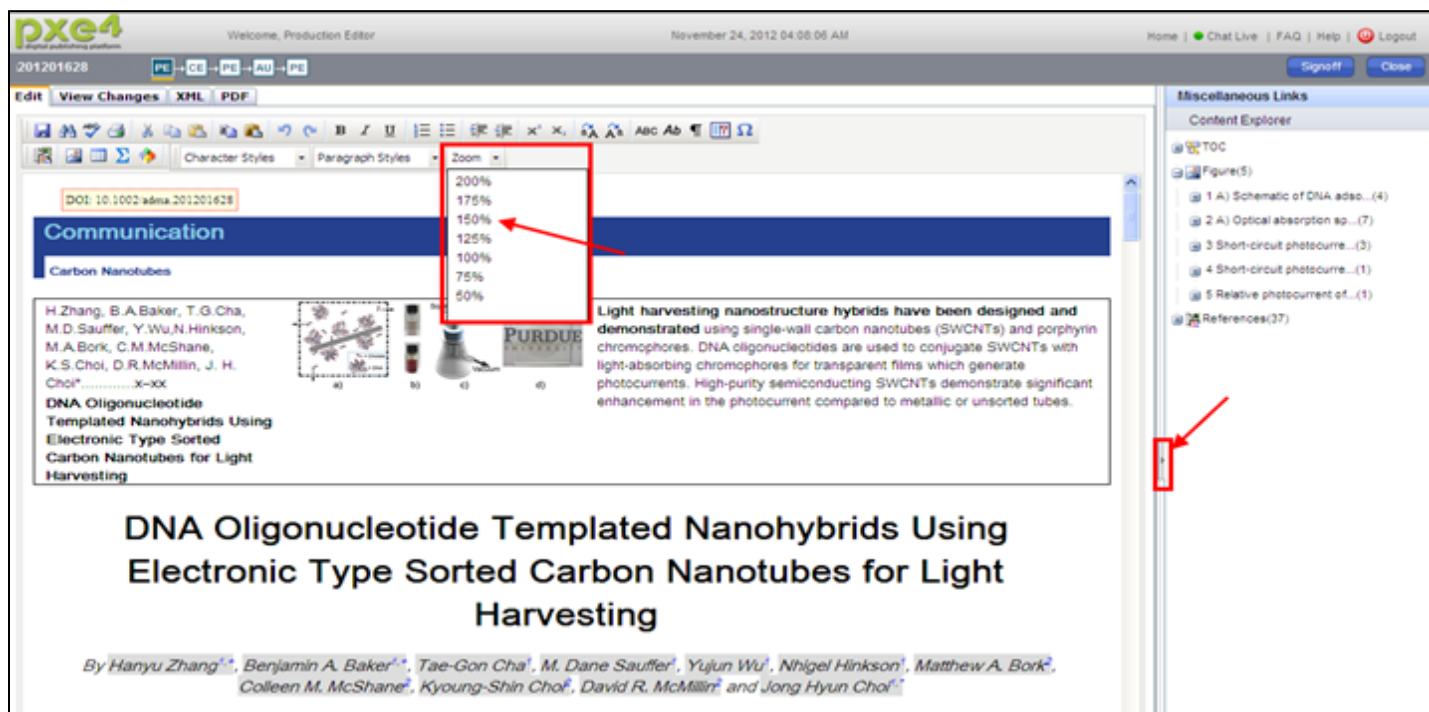 pxe4
digital publishing platform
Welcome, Production Editor
November 24, 2012 04:08:06 AM
Home | Chat Live | FAQ | Help | Logout
201201628
PE → CE → PE → AU → PE
Signoff Close
Edit View Changes XML PDF
Miscellaneous Links
Content Explorer
B I U ABC Ab ¶ Σ Ω
Character Styles
Paragraph Styles
Zoom
200%
175%
150%
125%
100%
75%
50%
TOC
Figure(5)
1 A) Schematic of DNA adso...(4)
2 A) Optical absorption sp...(7)
3 Short-circuit photocurre...(3)
4 Short-circuit photocurre...(1)
5 Relative photocurrent of...(1)
References(37)
DOI: 10.1002/adma.201201628
Communication
Carbon Nanotubes
H.Zhang, B.A.Baker, T.G.Cha,
M.D.Sauffer, Y.Wu,N.Hinkson,
M.A.Bork, C.M.McShane,
K.S.Choi, D.R.McMillin, J. H.
Choi*............x–xx
DNA Oligonucleotide
Templated Nanohybrids Using
Electronic Type Sorted
Carbon Nanotubes for Light
Harvesting
PURDUE
UNIVERSITY
a) b) c) d)
Light harvesting nanostructure hybrids have been designed and
demonstrated using single-wall carbon nanotubes (SWCNTs) and porphyrin
chromophores. DNA oligonucleotides are used to conjugate SWCNTs with
light-absorbing chromophores for transparent films which generate
photocurrents. High-purity semiconducting SWCNTs demonstrate significant
enhancement in the photocurrent compared to metallic or unsorted tubes.
DNA Oligonucleotide Templated Nanohybrids Using
Electronic Type Sorted Carbon Nanotubes for Light
Harvesting
By Hanyu Zhang, Benjamin A. Baker, Tae-Gon Cha, M. Dane Sauffer, Yujun Wu, Nhigel Hinkson, Matthew A. Bork,
Colleen M. McShane, Kyoung-Shin Choi, David R. McMillin and Jong Hyun Choi